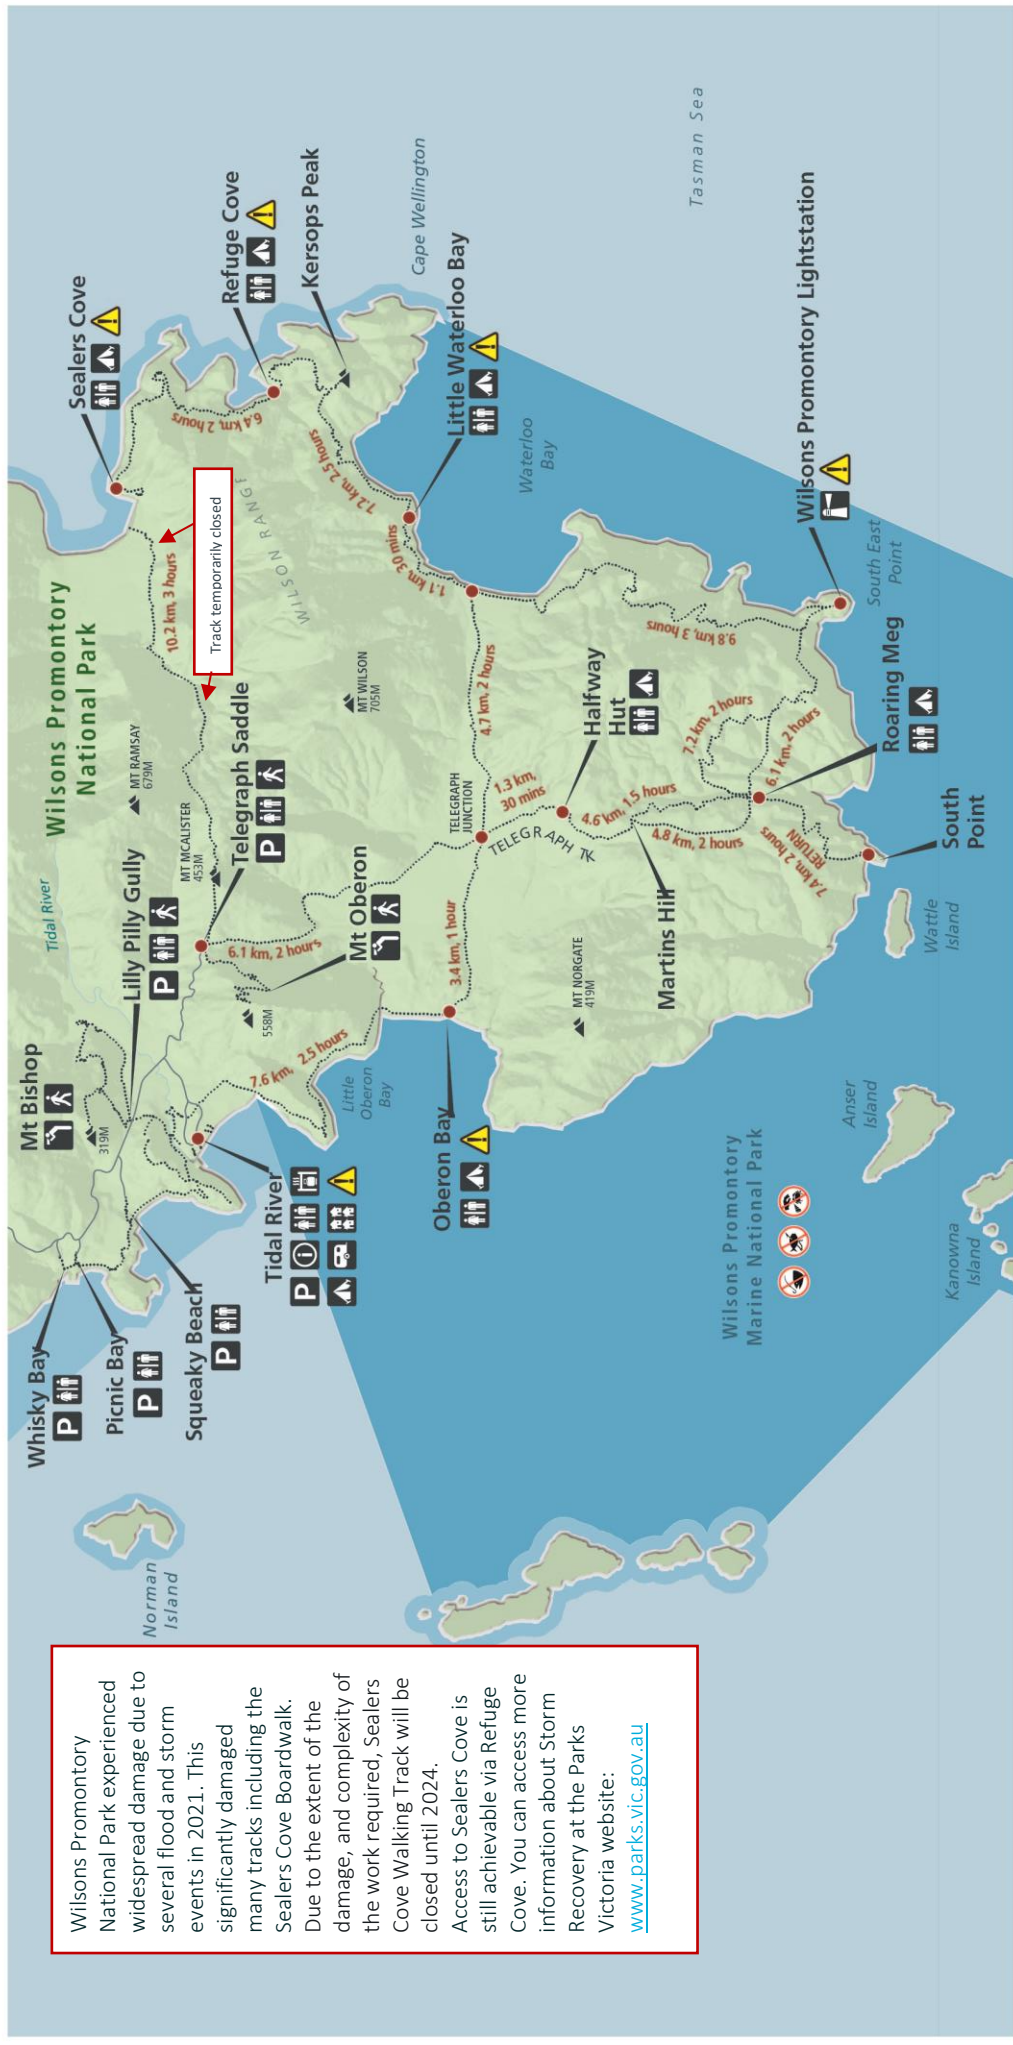 Wilsons Promontory
National Park experienced
widespread damage due to
several flood and storm
events in 2021. This
significantly damaged
many tracks including the
Sealers Cove Boardwalk.
Due to the extent of the
damage, and complexity of
the work required, Sealers
Cove Walking Track will be
closed until 2024.
Access to Sealers Cove is
still achievable via Refuge
Cove. You can access more
information about Storm
Recovery at the Parks
Victoria website:
www.parks.vic.gov.au
Norman
Island
Whisky Bay
P
Picnic Bay
P
Squeaky Beach
P
Mt Bishop
319M
Tidal River
Lilly Pilly Gully
P
Wilsons Promontory
National Park
MT RAMSAY
679M
MT MCALISTER
453M
Telegraph Saddle
P
10.2 km, 3 hours
Track temporarily closed
Sealers Cove
6.4 km, 2 hours
Refuge Cove
Kersops Peak
WILSON RANGE
7.2 km, 2.5 hours
Cape Wellington
Tidal River
P
i
7.6 km, 2.5 hours
558M
Mt Oberon
6.1 km, 2 hours
Little
Oberon
Bay
MT WILSON
705M
1.1 km, 30 mins
Little Waterloo Bay
Waterloo
Bay
Tasman Sea
Oberon Bay
3.4 km, 1 hour
TELEGRAPH
JUNCTION
4.7 km, 2 hours
TELEGRAPH TK
1.3 km,
30 mins
Halfway
Hut
4.6 km, 1.5 hours
MT NORGATE
419M
Martins Hill
4.8 km, 2 hours
9.8 km, 3 hours
7.2 km, 2 hours
6.1 km, 2 hours
7.4 km, 2 hours
RETURN
Wilsons Promontory Lightstation
South East
Point
Roaring Meg
South
Point
Wattle
Island
Anser
Island
Kanowna
Island
Wilsons Promontory
Marine National Park